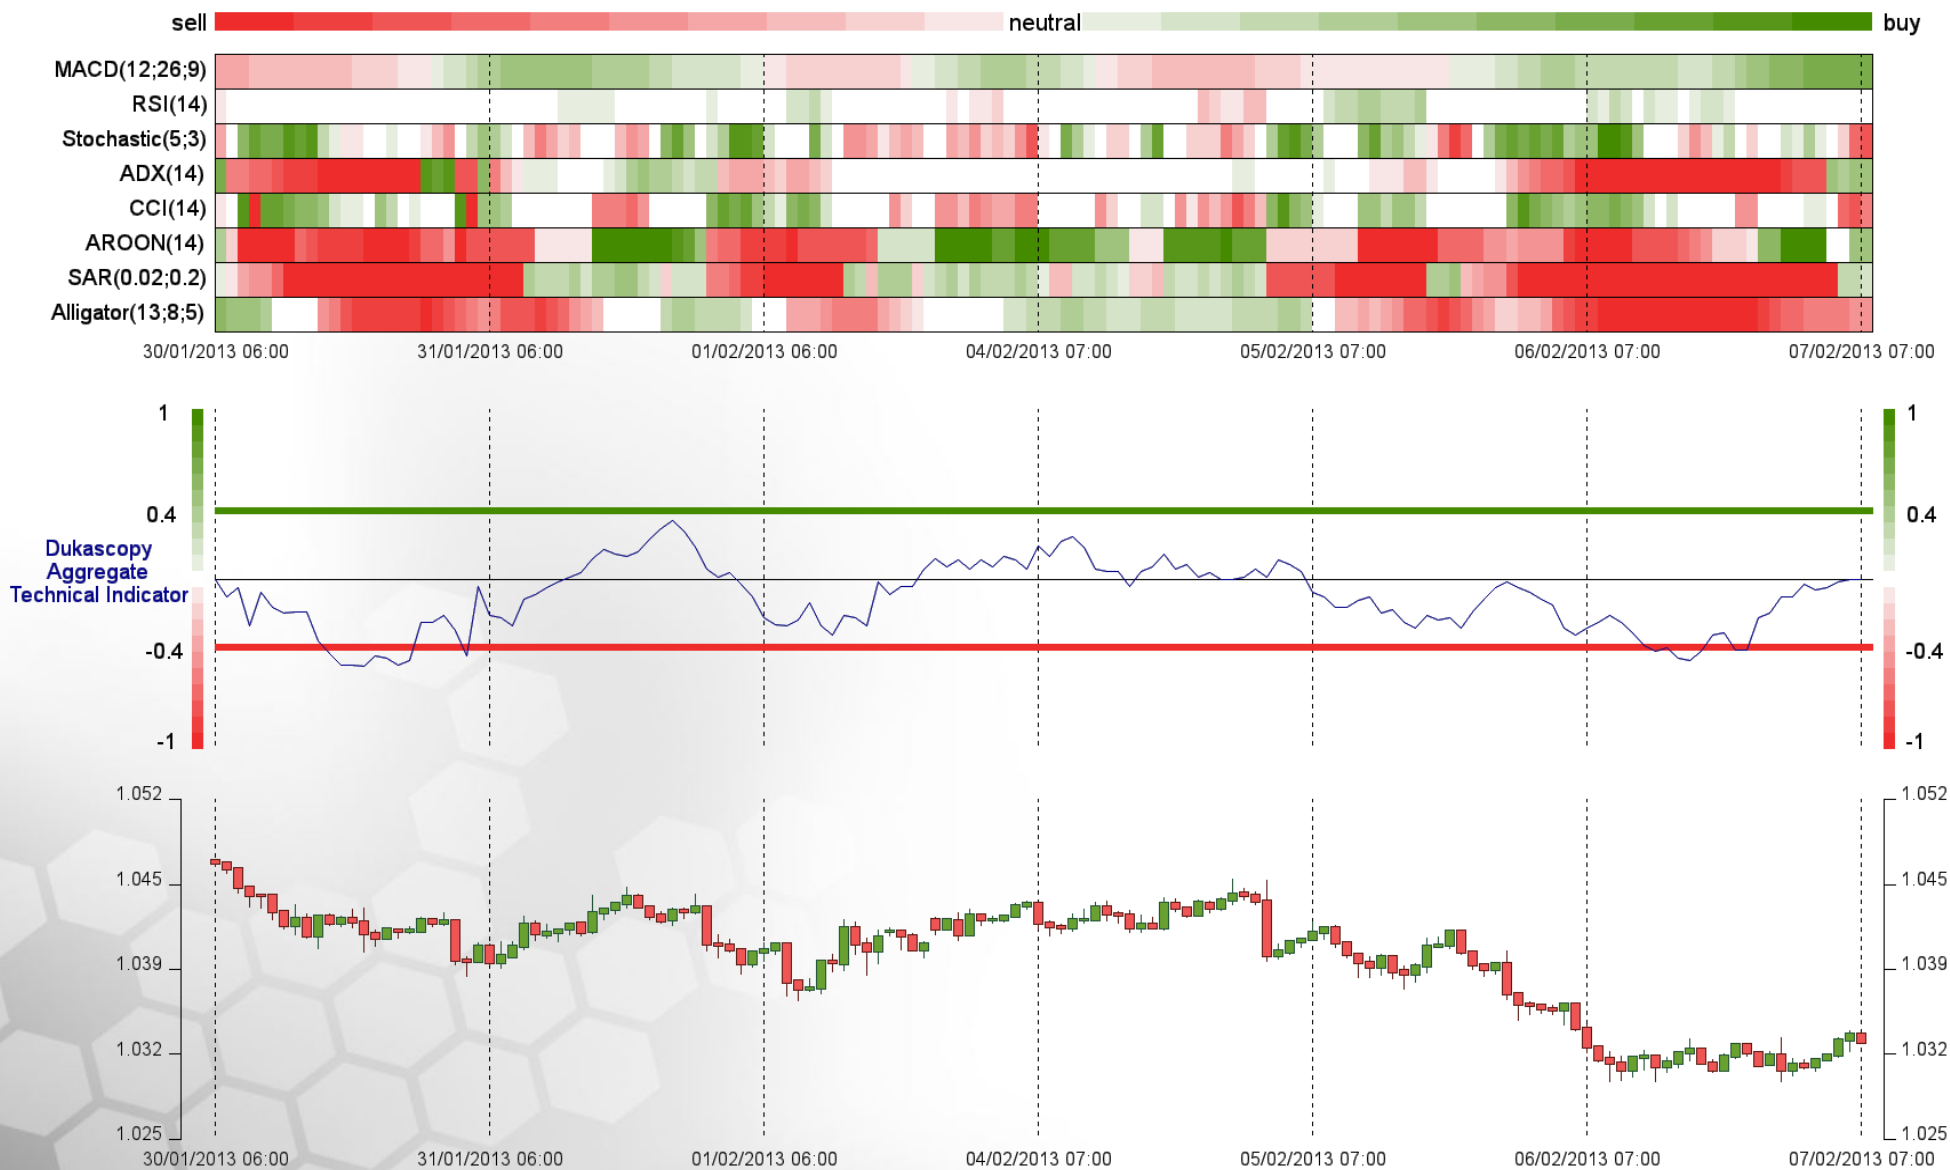 sell neutral buy
MACD(12;26;9)
RSI(14)
Stochastic(5;3)
ADX(14)
CCI(14)
AROON(14)
SAR(0.02;0.2)
Alligator(13;8;5)
30/01/2013 06:00 31/01/2013 06:00 01/02/2013 06:00 04/02/2013 07:00 05/02/2013 07:00 06/02/2013 07:00 07/02/2013 07:00
1 1
0.4 0.4
Dukascopy
Aggregate
Technical Indicator
-0.4 -0.4
-1 -1
1.052 1.052
1.045 1.045
1.039 1.039
1.032 1.032
1.025 1.025
30/01/2013 06:00 31/01/2013 06:00 01/02/2013 06:00 04/02/2013 07:00 05/02/2013 07:00 06/02/2013 07:00 07/02/2013 07:00